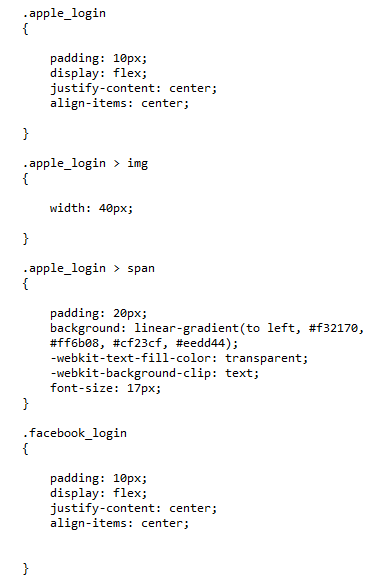 .apple_login
{
padding: 10px;
display: flex;
justify-content: center;
align-items: center;
}
.apple_login > img
{
width: 40px;
}
.apple_login > span
{
padding: 20px;
background: linear-gradient(to left, #f32170,
#ff6b08, #cf23cf, #eedd44);
-webkit-text-fill-color: transparent;
-webkit-background-clip: text;
font-size: 17px;
}
.facebook_login
{
padding: 10px;
display: flex;
justify-content: center;
align-items: center;
}